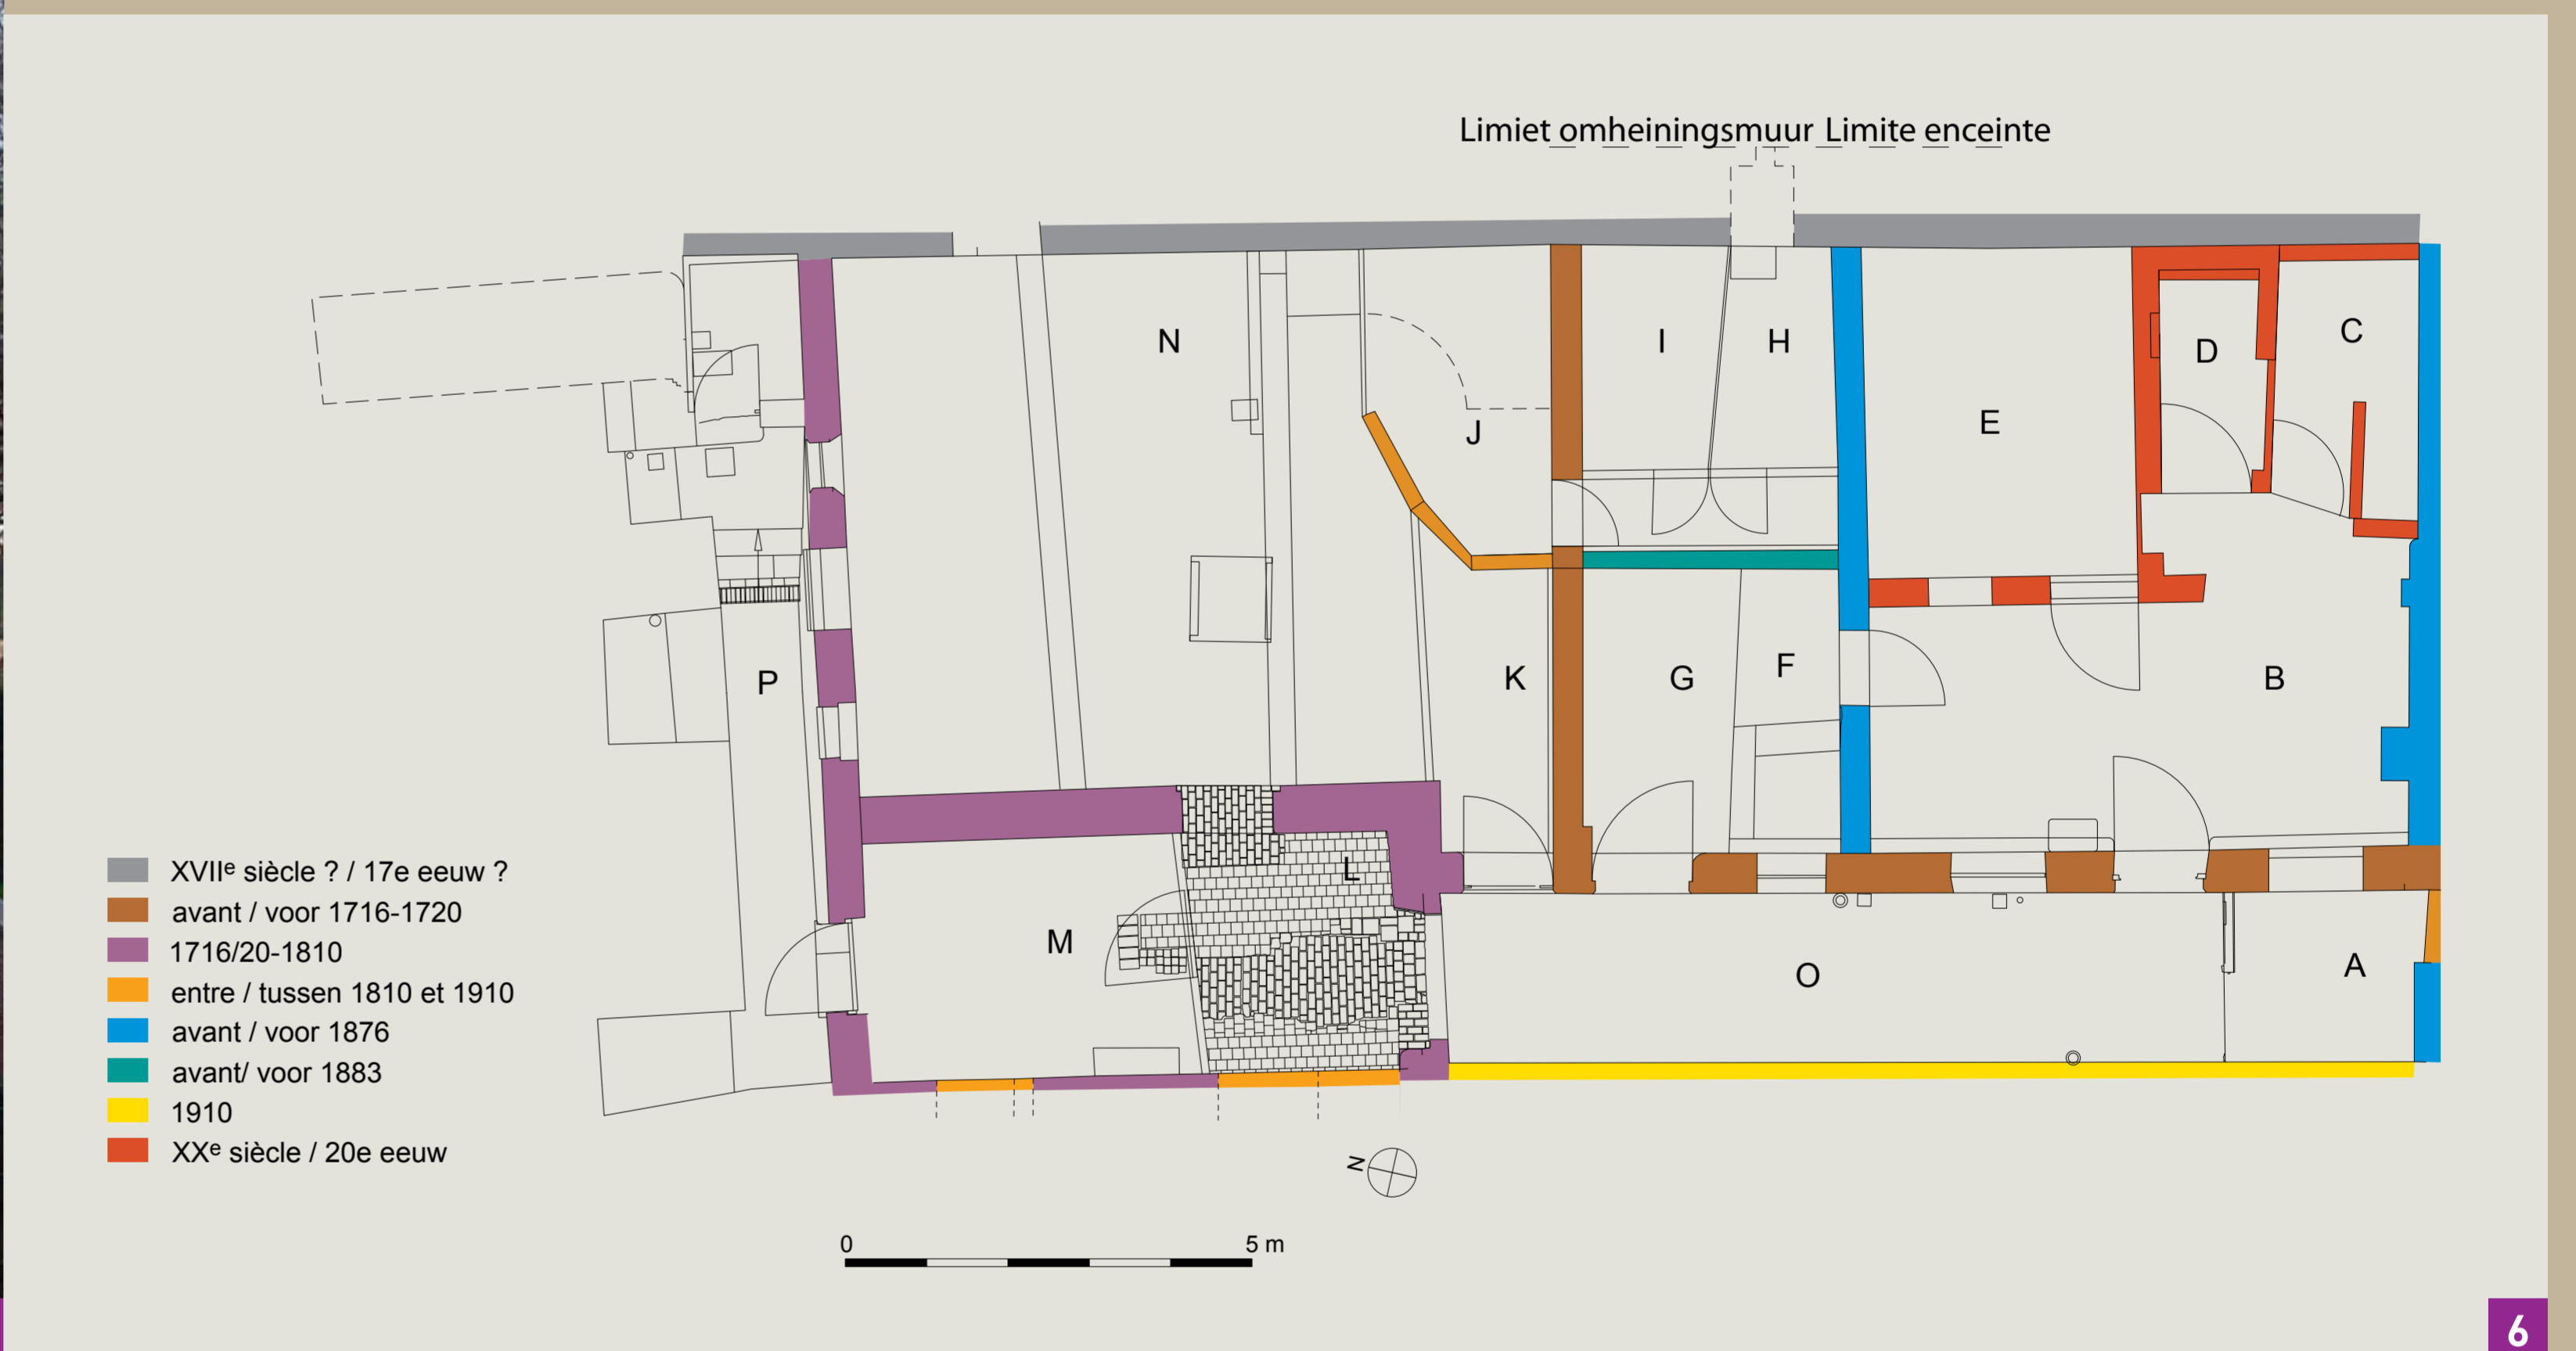 Limiet omheiningsmuur Limite enceinte
N
I
H
J
E
D
C
P
K
G
F
B
L
M
O
A
XVIIe siècle ? / 17e eeuw ?
avant / voor 1716-1720
1716/20-1810
entre / tussen 1810 et 1910
avant / voor 1876
avant/ voor 1883
1910
XXe siècle / 20e eeuw
N
0 5 m
6